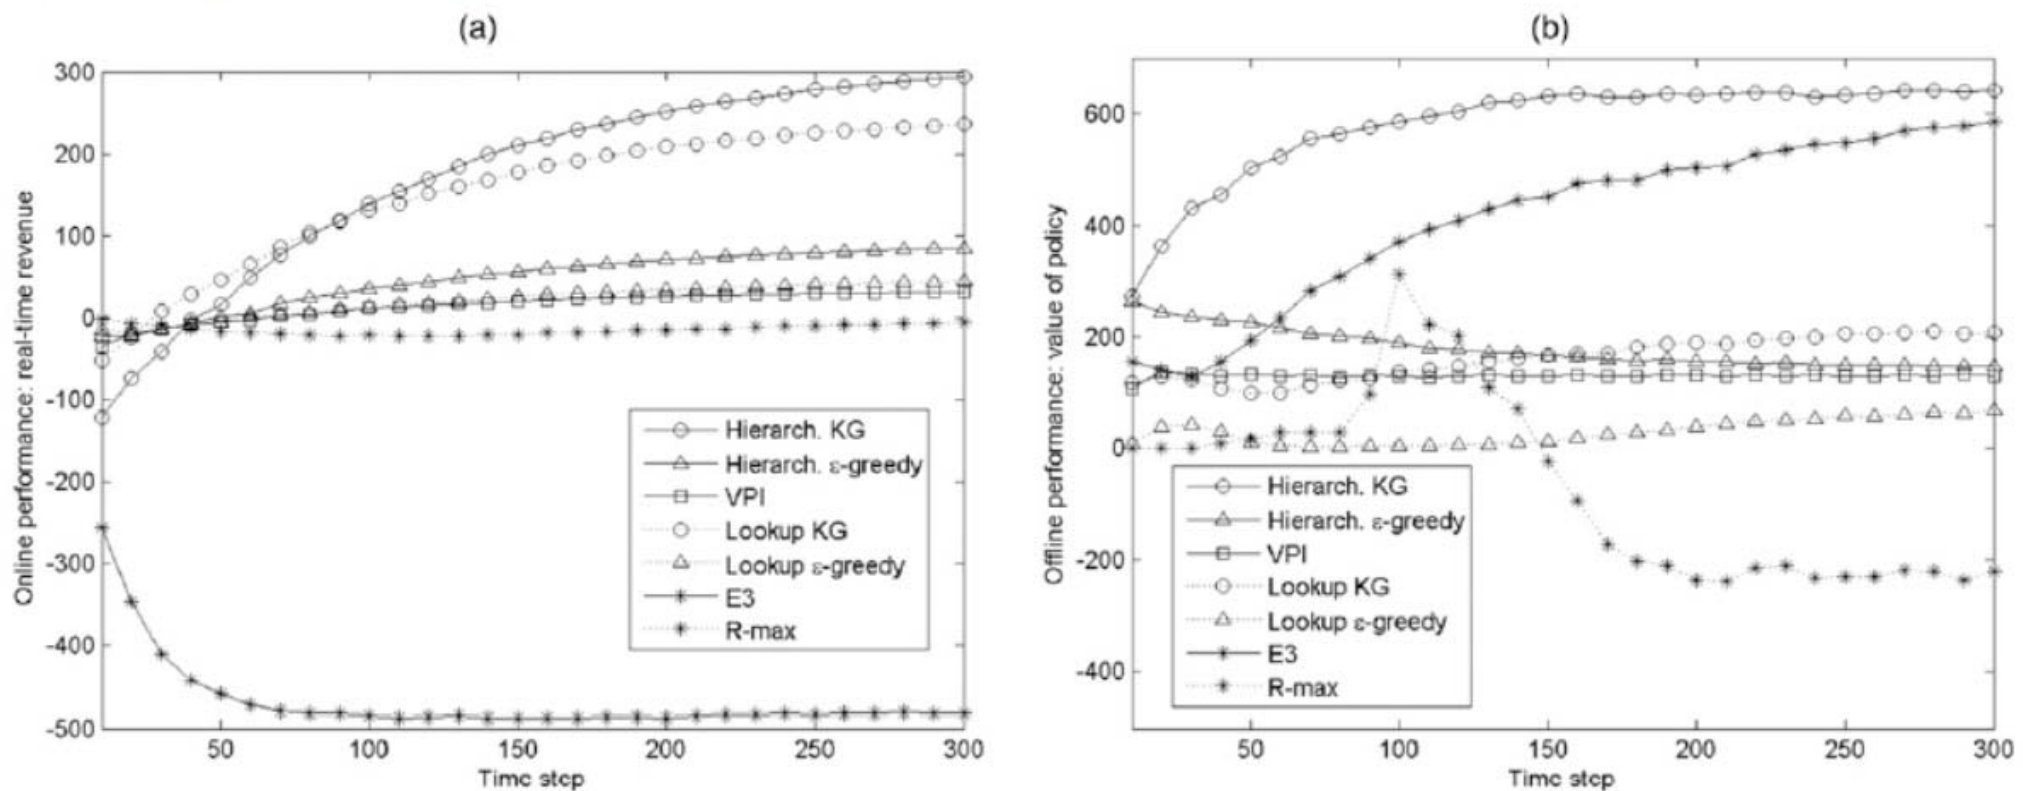 (a)
300
200
100
0
-100
-200
-300
-400
-500
50
100
150
200
250
300
Time step
Online performance: real-time revenue
Hierarch. KG
Hierarch. ε-greedy
VPI
Lookup KG
Lookup ε-greedy
E3
R-max
(b)
600
400
200
0
-200
-400
50
100
150
200
250
300
Time step
Offline performance: value of policy
Hierarch. KG
Hierarch. ε-greedy
VPI
Lookup KG
Lookup ε-greedy
E3
R-max